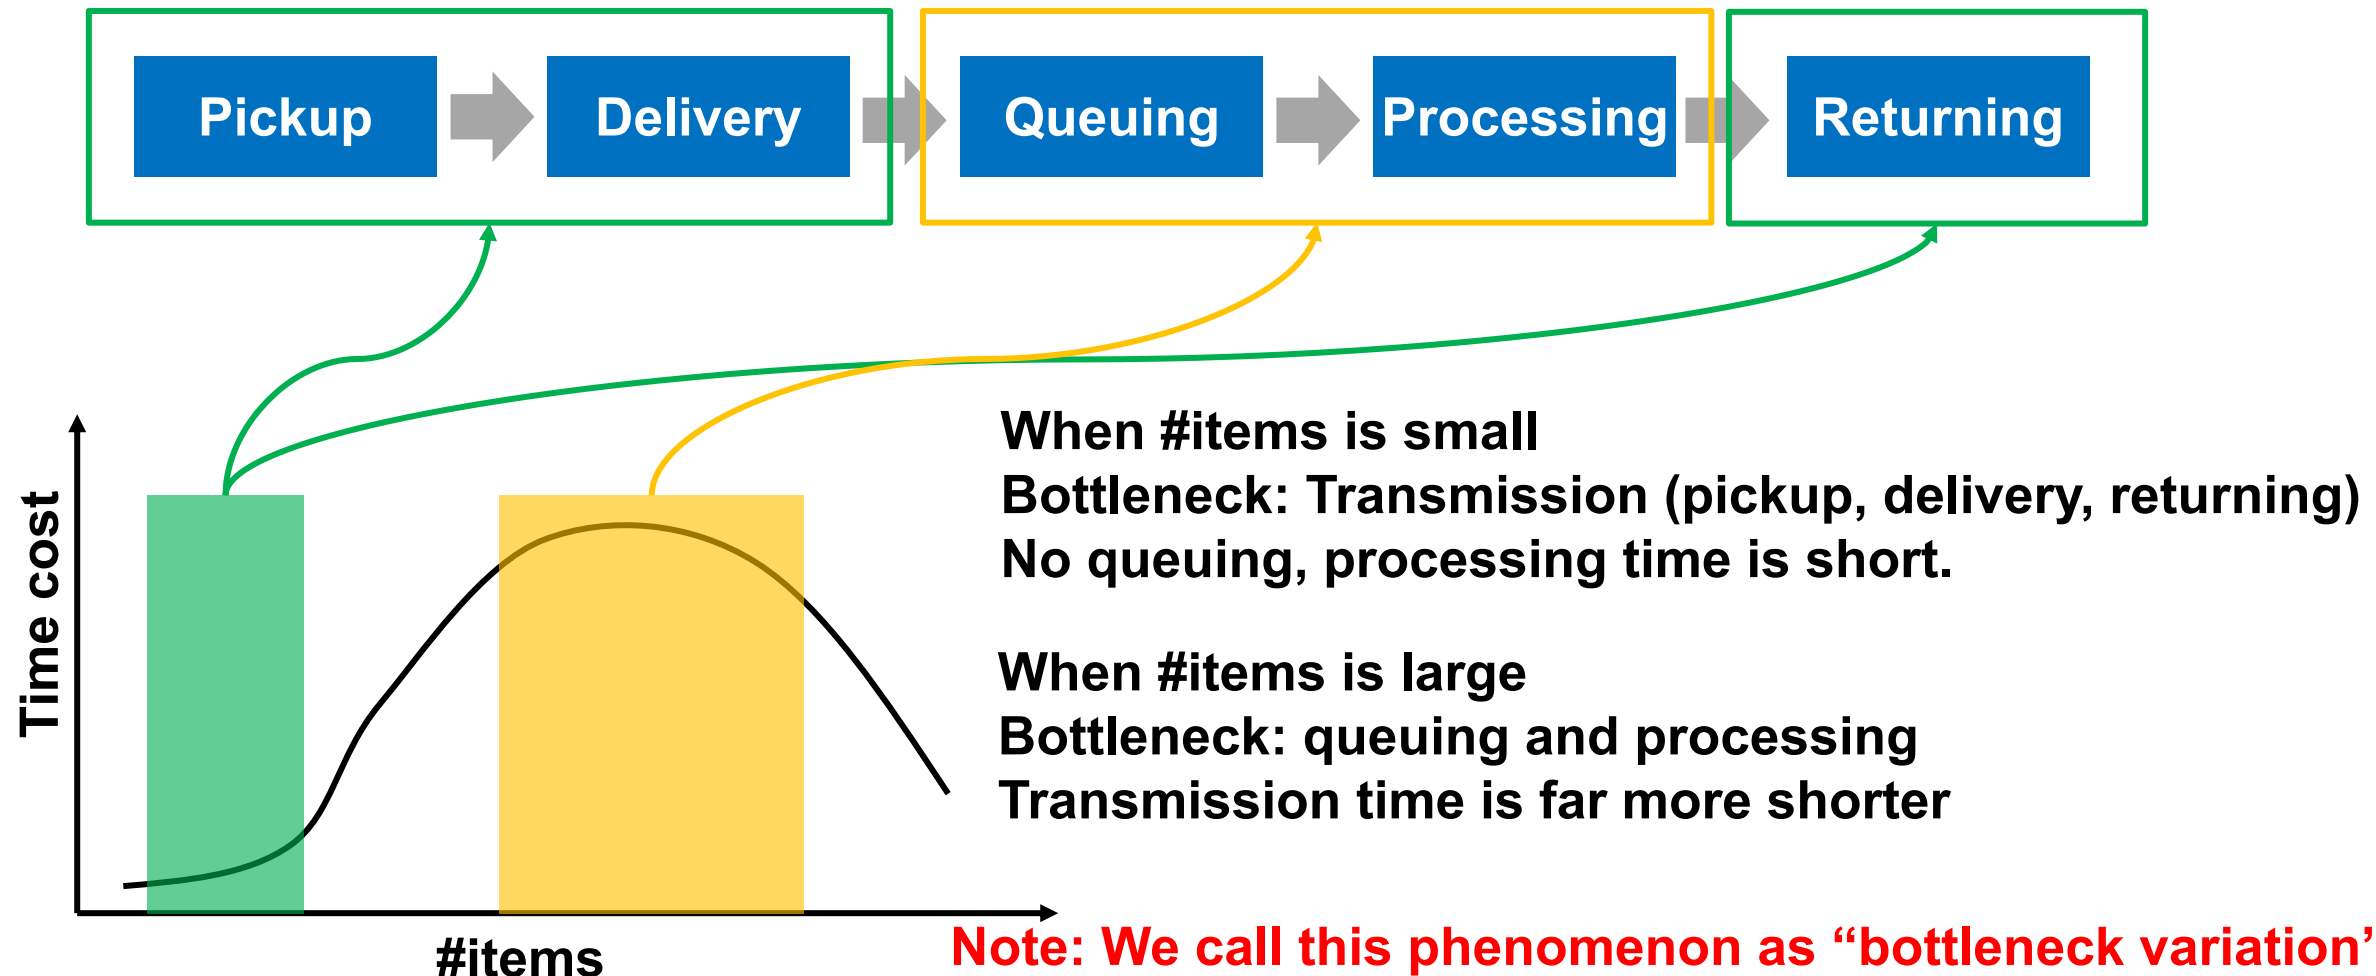 Pickup
Delivery
Queuing
Processing
Returning
When #items is small
Bottleneck: Transmission (pickup, delivery, returning)
No queuing, processing time is short.
When #items is large
Bottleneck: queuing and processing
Transmission time is far more shorter
Time cost
#items
Note: We call this phenomenon as “bottleneck variation’